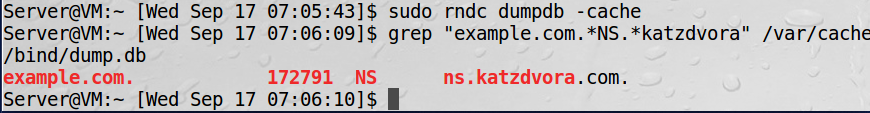 Server@VM:~ [Wed Sep 17 07:05:43]$ sudo rndc dumpdb -cache
Server@VM:~ [Wed Sep 17 07:06:09]$ grep "example.com.*NS.*katzdvora" /var/cache
/bind/dump.db
example.com. 172791 NS ns.katzdvora.com.
Server@VM:~ [Wed Sep 17 07:06:10]$